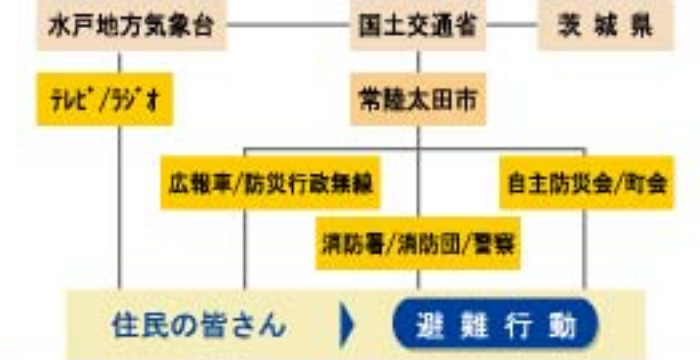 水戸地方気象台 国土交通省 茨城県
ﾃﾚﾋﾞ/ﾗｼﾞｵ 常陸太田市
広報車/防災行政無線 自主防災会/町会
消防署/消防団/警察
住民の皆さん 避難行動